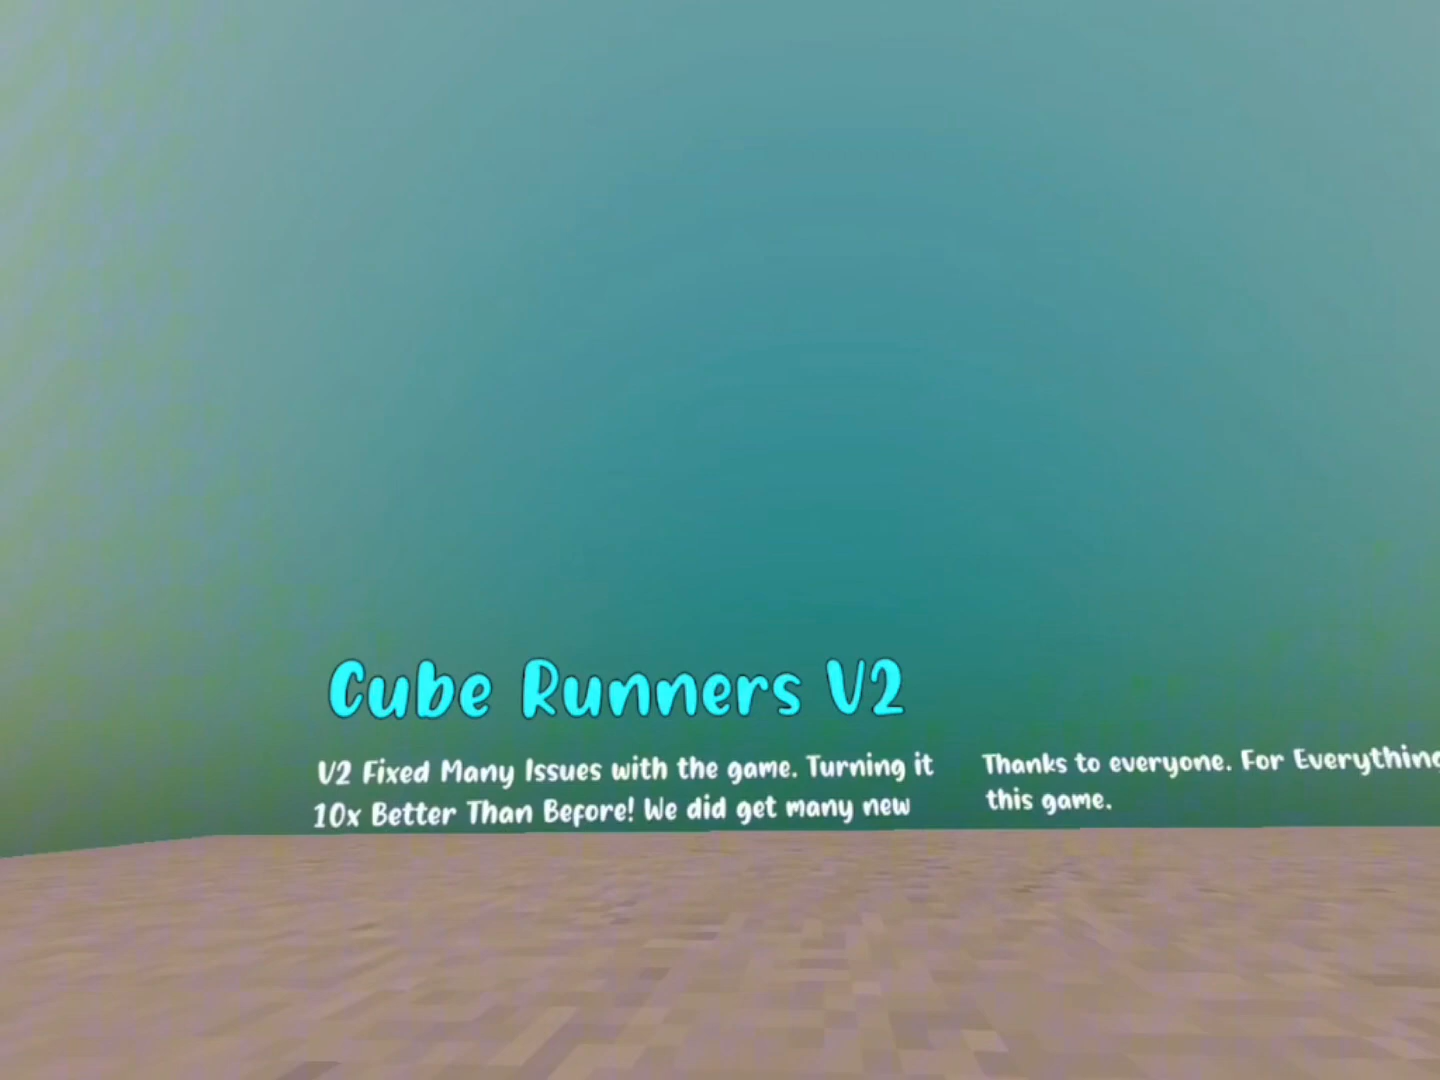 Cube Runners V2
V2 Fixed Many Issues with the game. Turning it
10x Better Than Before! We did get many new
Thanks to everyone. For Everything
this game.